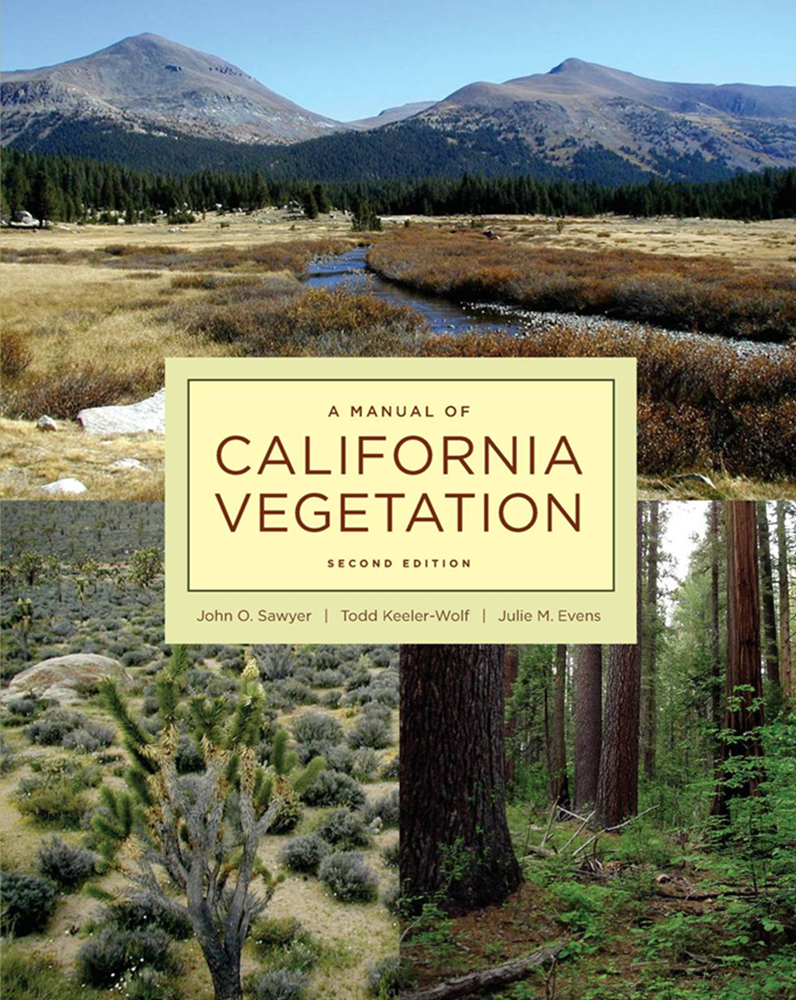 A MANUAL OF
CALIFORNIA
VEGETATION
SECOND EDITION
John O. Sawyer | Todd Keeler-Wolf | Julie M. Evens